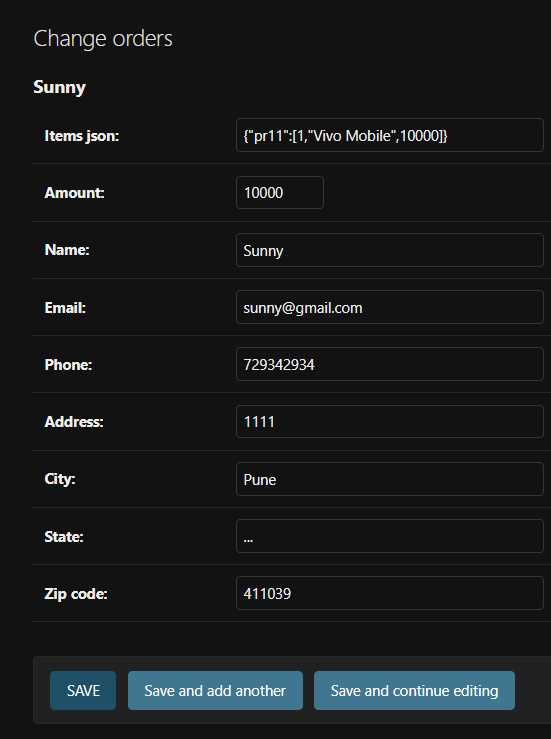 Change orders
Sunny
Items json: {"pr11":[1,"Vivo Mobile",10000]}
Amount: 10000
Name: Sunny
Email: sunny@gmail.com
Phone: 729342934
Address: 1111
City: Pune
State: ...
Zip code: 411039
SAVE Save and add another Save and continue editing